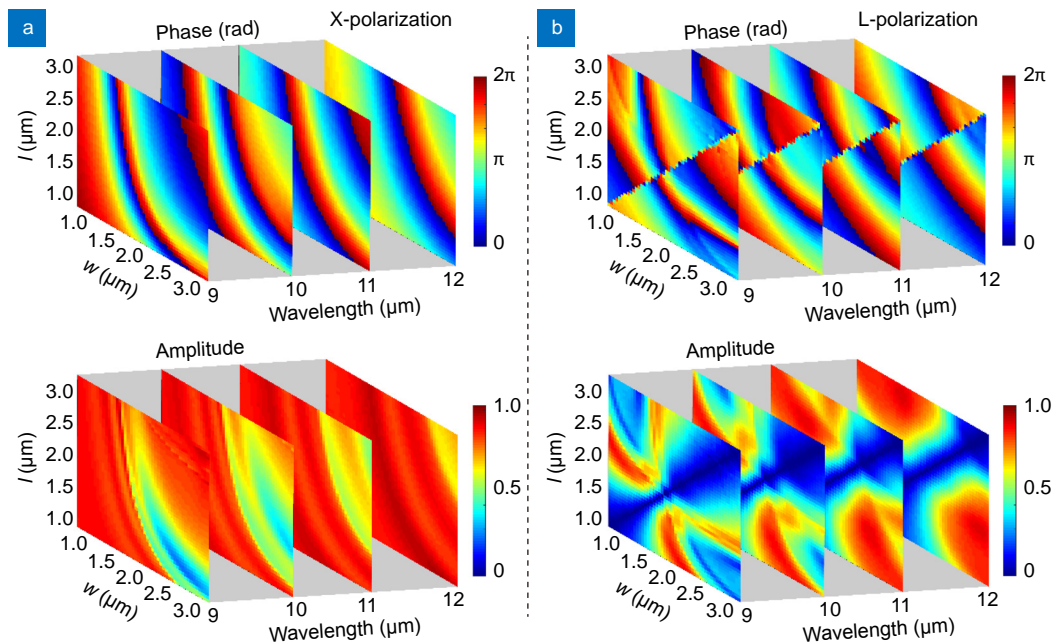 a
Phase (rad)
X-polarization
l (μm)
3.0
2.5
2.0
1.5
1.0
1.0
1.5
2.0
2.5
3.0
w (μm)
9
10
11
12
Wavelength (μm)
2π
π
0
Amplitude
l (μm)
3.0
2.5
2.0
1.5
1.0
1.0
1.5
2.0
2.5
3.0
w (μm)
9
10
11
12
Wavelength (μm)
1.0
0.5
0
b
Phase (rad)
L-polarization
l (μm)
3.0
2.5
2.0
1.5
1.0
1.0
1.5
2.0
2.5
3.0
w (μm)
9
10
11
12
Wavelength (μm)
2π
π
0
Amplitude
l (μm)
3.0
2.5
2.0
1.5
1.0
1.0
1.5
2.0
2.5
3.0
w (μm)
9
10
11
12
Wavelength (μm)
1.0
0.5
0